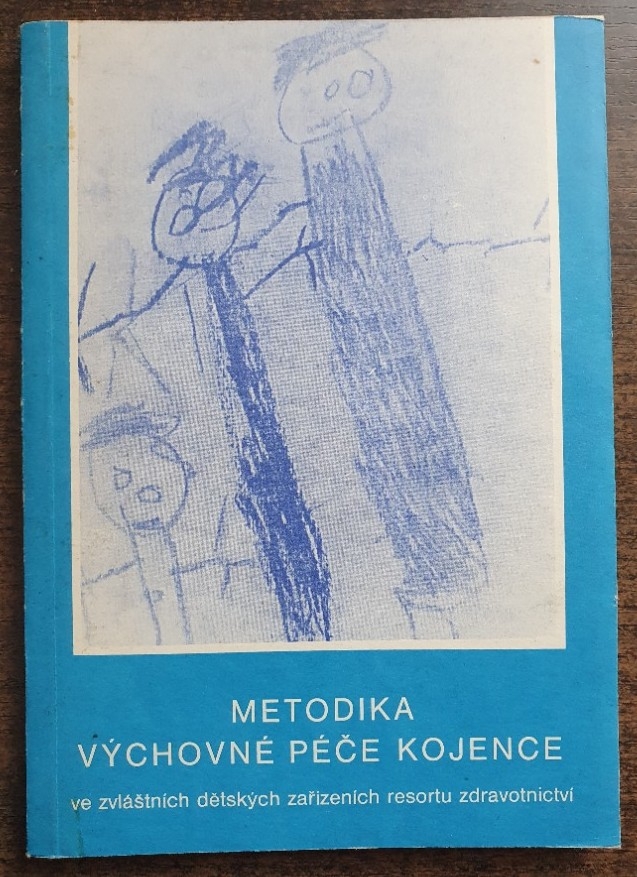 METODIKA
VÝCHOVNÉ PÉČE KOJENCE
ve zvláštních dětských zařízeních resortu zdravotnictví